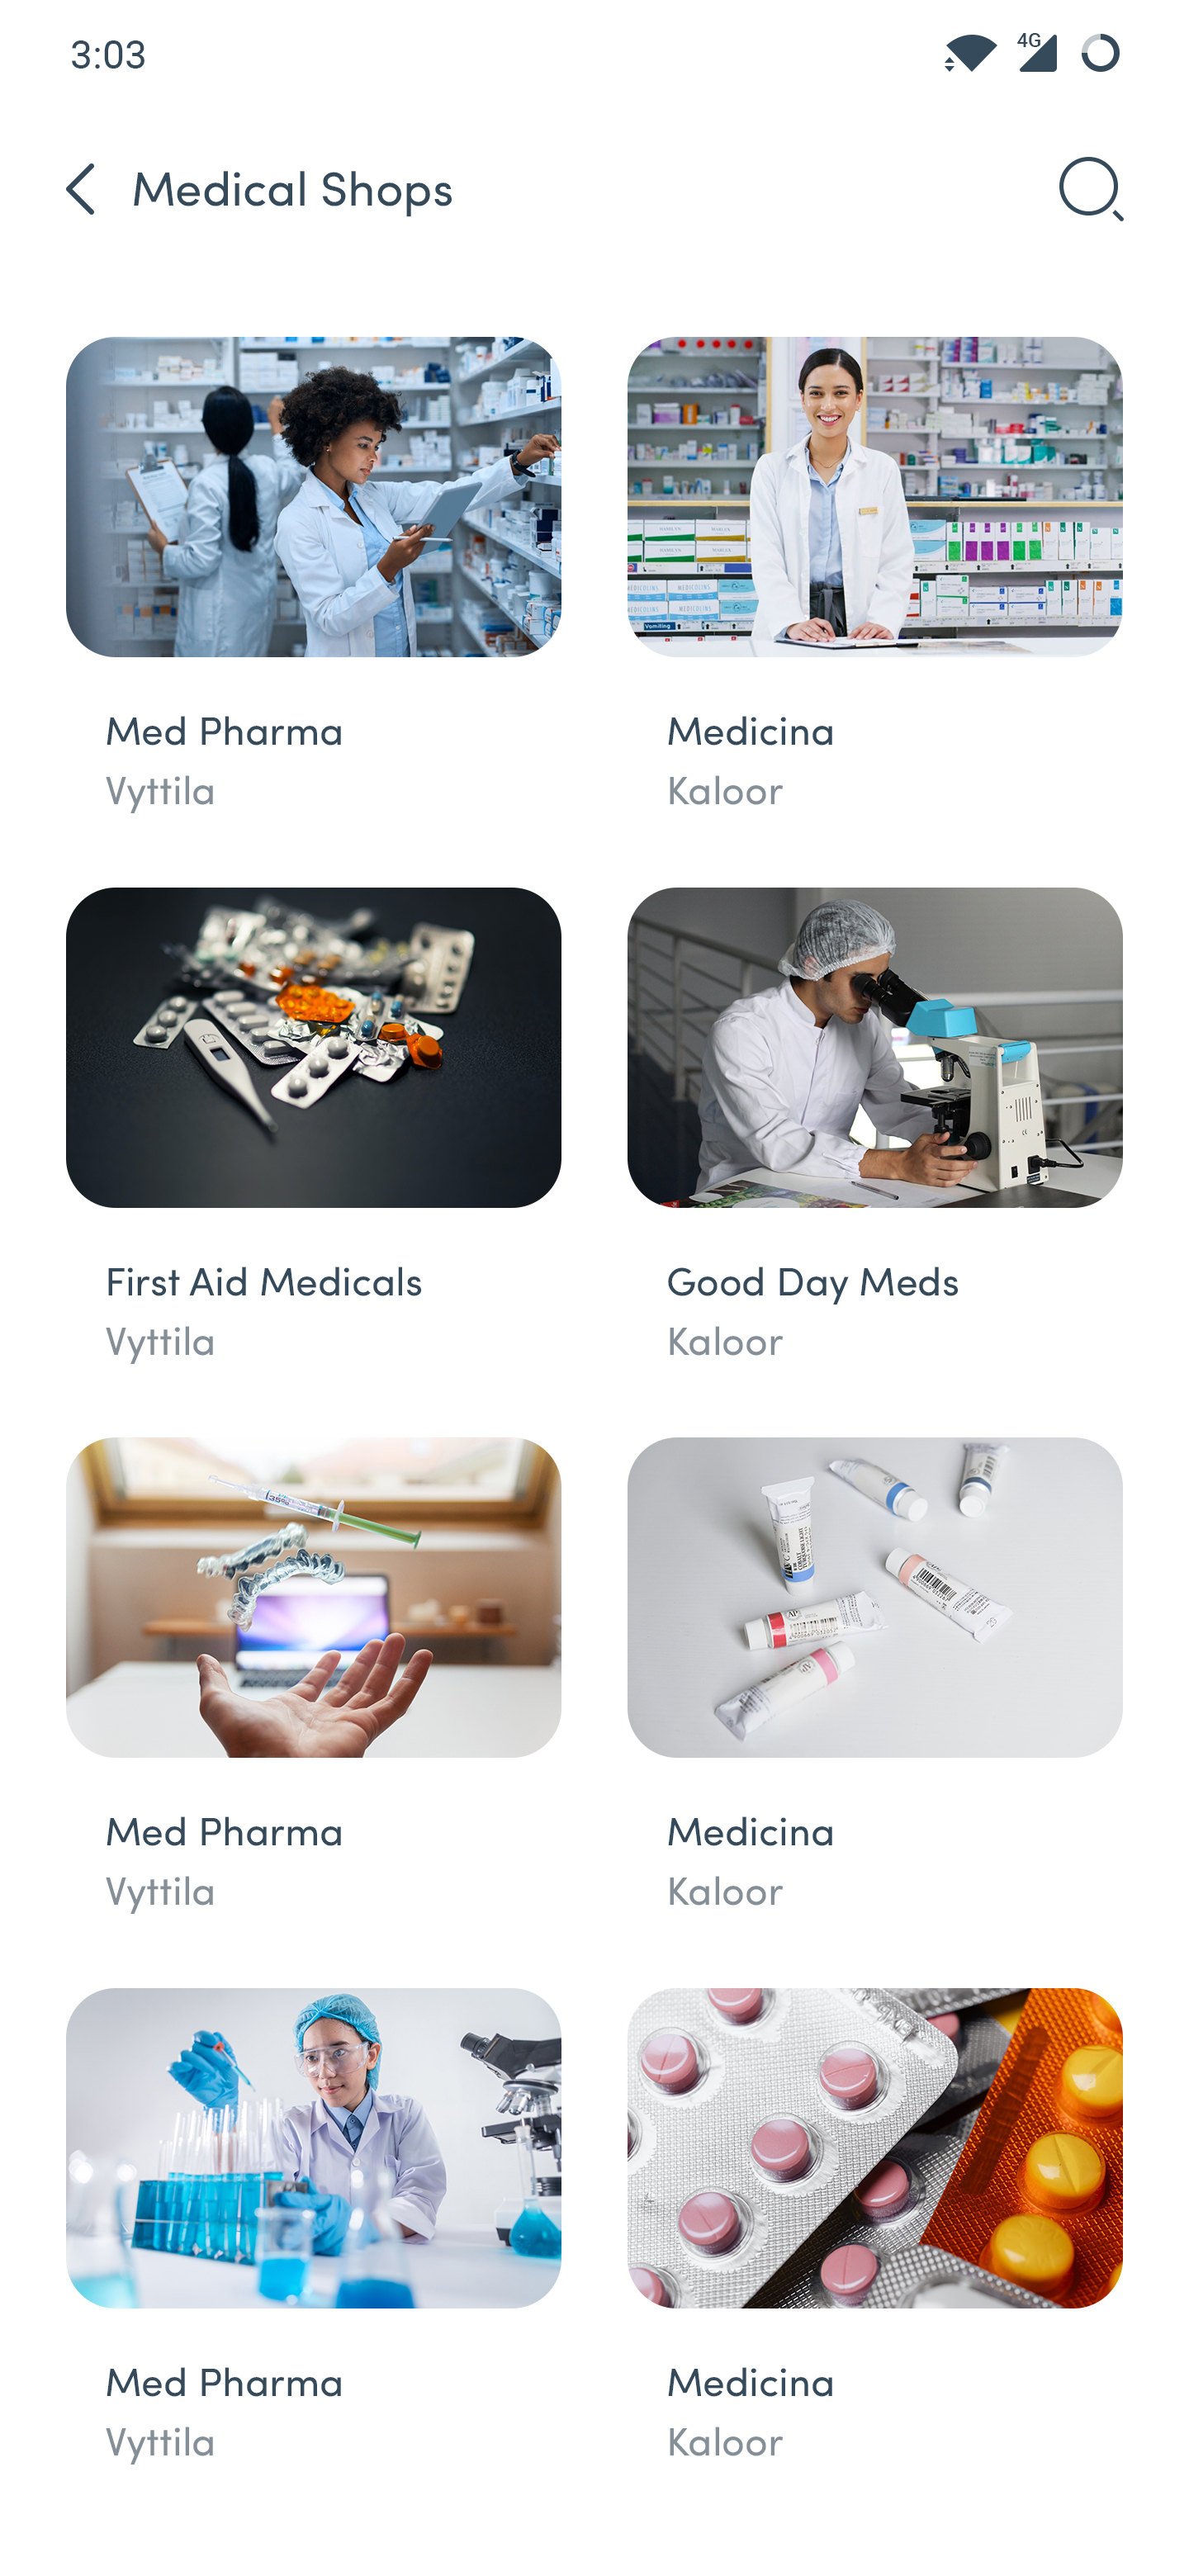 3:03
4G
Medical Shops
Med Pharma
Vyttila
Medicina
Kaloor
First Aid Medicals
Vyttila
Good Day Meds
Kaloor
Med Pharma
Vyttila
Medicina
Kaloor
Med Pharma
Vyttila
Medicina
Kaloor